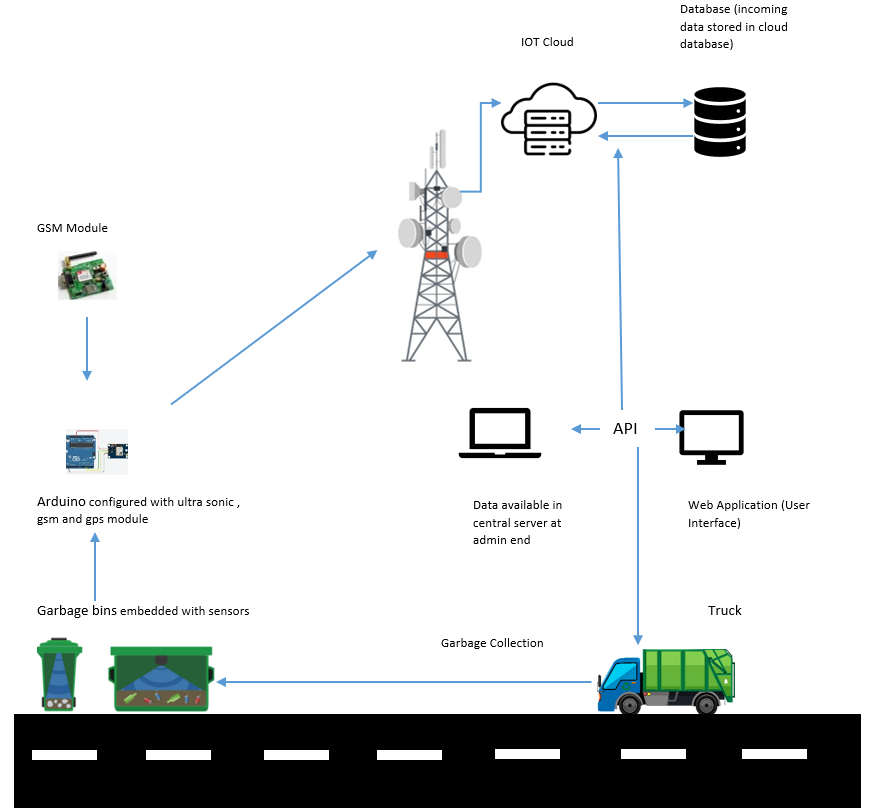 Database (incoming
data stored in cloud
database)
IOT Cloud
GSM Module
API
Arduino configured with ultra sonic ,
gsm and gps module
Data available in
central server at
admin end
Web Application (User
Interface)
Garbage bins embedded with sensors
Truck
Garbage Collection